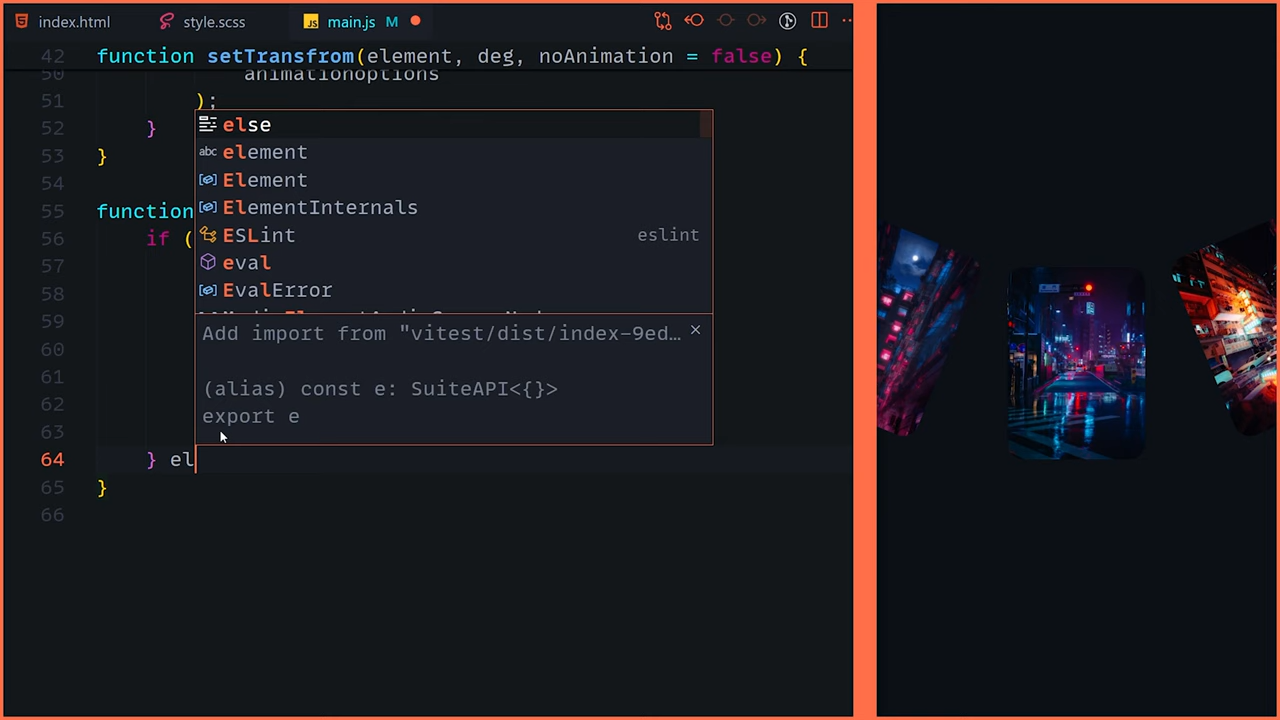 index.html style.scss JS main.js M
42 function setTransfrom(element, deg, noAnimation = false) {
50 animationoptions
51 );
52 }
53 }
54
55 function
56 if (
57
58
59
60
61
62
63
64 } el
65 }
66
else
abc element
Element
ElementInternals
ESLint eslint
eval
EvalError
Add import from "vitest/dist/index-9ed…
(alias) const e: SuiteAPI<{}>
export e